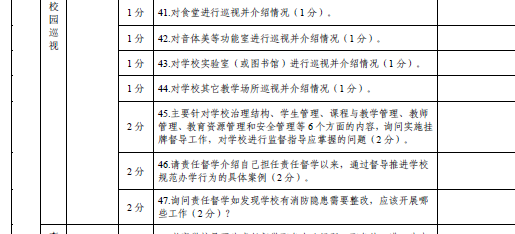 校
园
巡
视
1 分 41.对食堂进行巡视并介绍情况（1 分）。
1 分 42.对音体美等功能室进行巡视并介绍情况（1 分）。
1 分 43.对学校实验室（或图书馆）进行巡视并介绍情况（1 分）。
1 分 44.对学校其它教学场所巡视并介绍情况（1 分）。
2 分 45.主要针对学校治理结构、学生管理、课程与教学管理、教师
管理、教育资源管理和安全管理等 6 个方面的内容，询问实施挂
牌督导工作，对学校进行监督指导应掌握的问题（2 分）。
2 分 46.请责任督学介绍自己担任责任督学以来，通过督导推进学校
规范办学行为的具体案例（2 分）。
2 分 47.询问责任督学如发现学校有消防隐患需要整改，应该开展哪
些工作（2 分）？